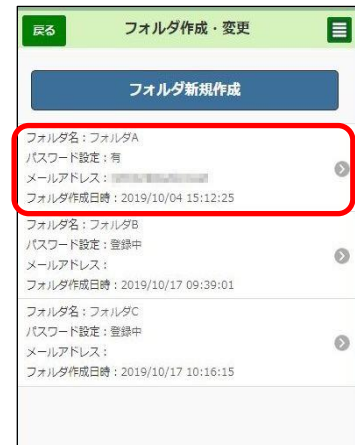 戻る
フォルダ作成・変更
フォルダ新規作成
フォルダ名:フォルダA
パスワード設定:有
メールアドレス:
フォルダ作成日時:2019/10/04 15:12:25
フォルダ名:フォルダB
パスワード設定:登録中
メールアドレス:
フォルダ作成日時:2019/10/17 09:39:01
フォルダ名:フォルダC
パスワード設定:登録中
メールアドレス:
フォルダ作成日時:2019/10/17 10:16:15